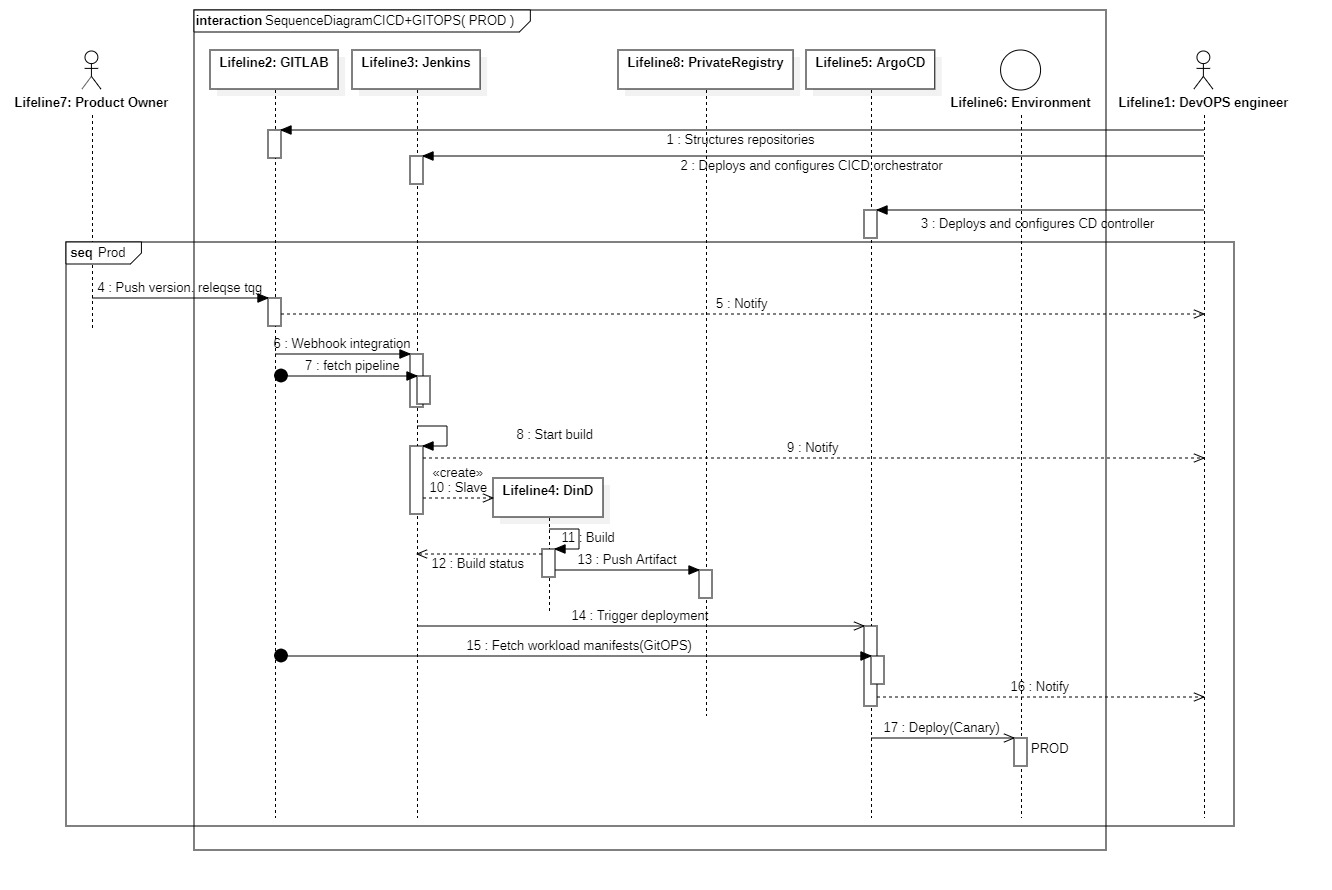 interaction SequenceDiagramCICD+GITOPS( PROD )
Lifeline2: GITLAB
Lifeline3: Jenkins
Lifeline8: PrivateRegistry
Lifeline5: ArgoCD
Lifeline7: Product Owner
Lifeline6: Environment
Lifeline1: DevOPS engineer
1 : Structures repositories
2 : Deploys and configures CICD orchestrator
3 : Deploys and configures CD controller
seq Prod
4 : Push version. releqse tqg
5 : Notify
6 : Webhook integration
7 : fetch pipeline
8 : Start build
9 : Notify
«create»
10 : Slave
Lifeline4: DinD
11 : Build
12 : Build status
13 : Push Artifact
14 : Trigger deployment
15 : Fetch workload manifests(GitOPS)
16 : Notify
17 : Deploy(Canary)
PROD